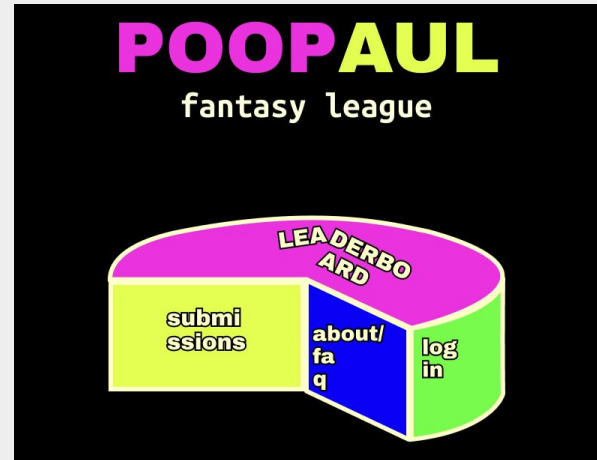 POOPAUL
fantasy league
LEADERBO
ARD
submi
ssions
about/
fa
q
log
in